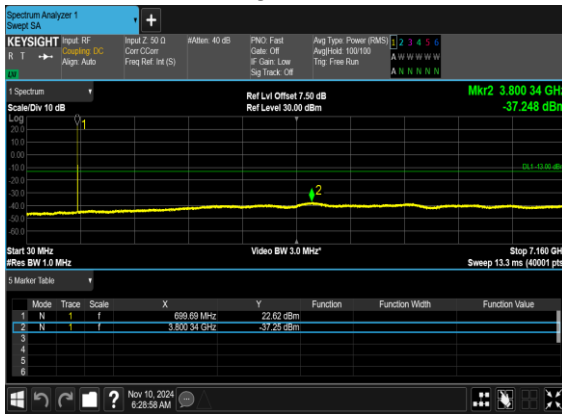 Spectrum Analyzer 1
Swept SA
KEYSIGHT
R T
Input: RF
Coupling: DC
Align: Auto
Input Z: 50 Ω
Corr CCorr
Freq Ref: Int (S)
#Atten: 40 dB
PNO: Fast
Gate: Off
IF Gain: Low
Sig Track: Off
Avg Type: Power (RMS)
Avg|Hold: 100/100
Trig: Free Run
1 2 3 4 5 6
A W W W W W
A N N N N N
1 Spectrum
Scale/Div 10 dB
Ref Lvl Offset 7.50 dB
Ref Level 30.00 dBm
Mkr2 3.800 34 GHz
-37.248 dBm
Log
20.0
10.0
0.00
-10.0
-20.0
-30.0
-40.0
-50.0
-60.0
1
2
DL1 -13.00 dB
Start 30 MHz
#Res BW 1.0 MHz
Video BW 3.0 MHz*
Stop 7.160 GH
Sweep 13.3 ms (40001 pts
5 Marker Table
Mode Trace Scale X Y Function Function Width Function Value
1 N 1 f 699.69 MHz 22.62 dBm
2 N 1 f 3.800 34 GHz -37.25 dBm
3
4
5
6
? Nov 10, 2024
6:28:58 AM